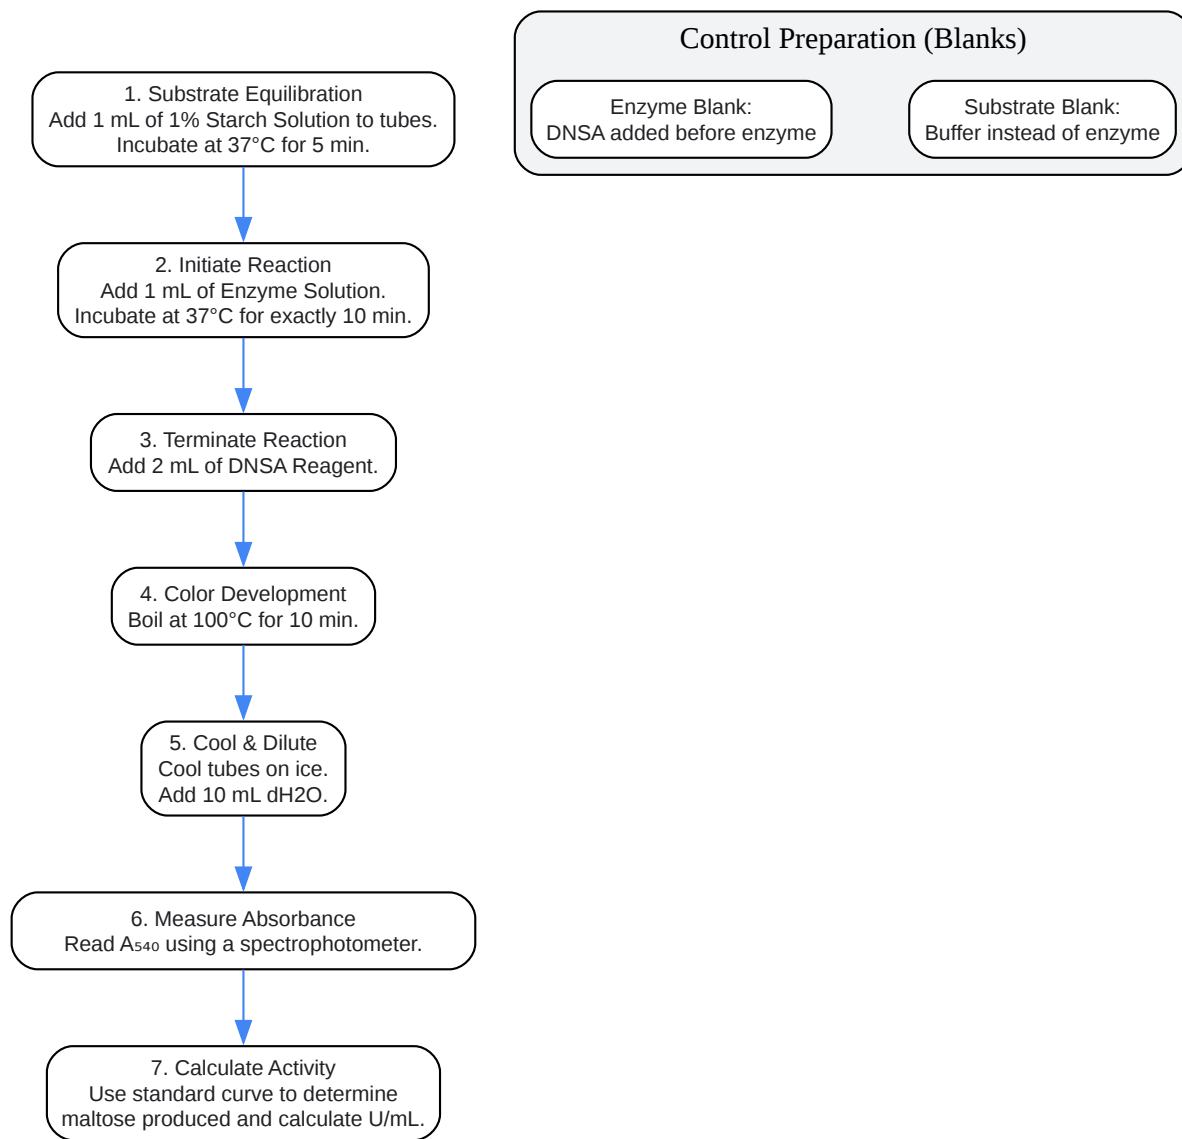 Control Preparation (Blanks)
1. Substrate Equilibration
Add 1 mL of 1% Starch Solution to tubes.
Incubate at 37°C for 5 min.
Enzyme Blank:
DNSA added before enzyme
Substrate Blank:
Buffer instead of enzyme
2. Initiate Reaction
Add 1 mL of Enzyme Solution.
Incubate at 37°C for exactly 10 min.
3. Terminate Reaction
Add 2 mL of DNSA Reagent.
4. Color Development
Boil at 100°C for 10 min.
5. Cool & Dilute
Cool tubes on ice.
Add 10 mL dH2O.
6. Measure Absorbance
Read A₅₄₀ using a spectrophotometer.
7. Calculate Activity
Use standard curve to determine
maltose produced and calculate U/mL.